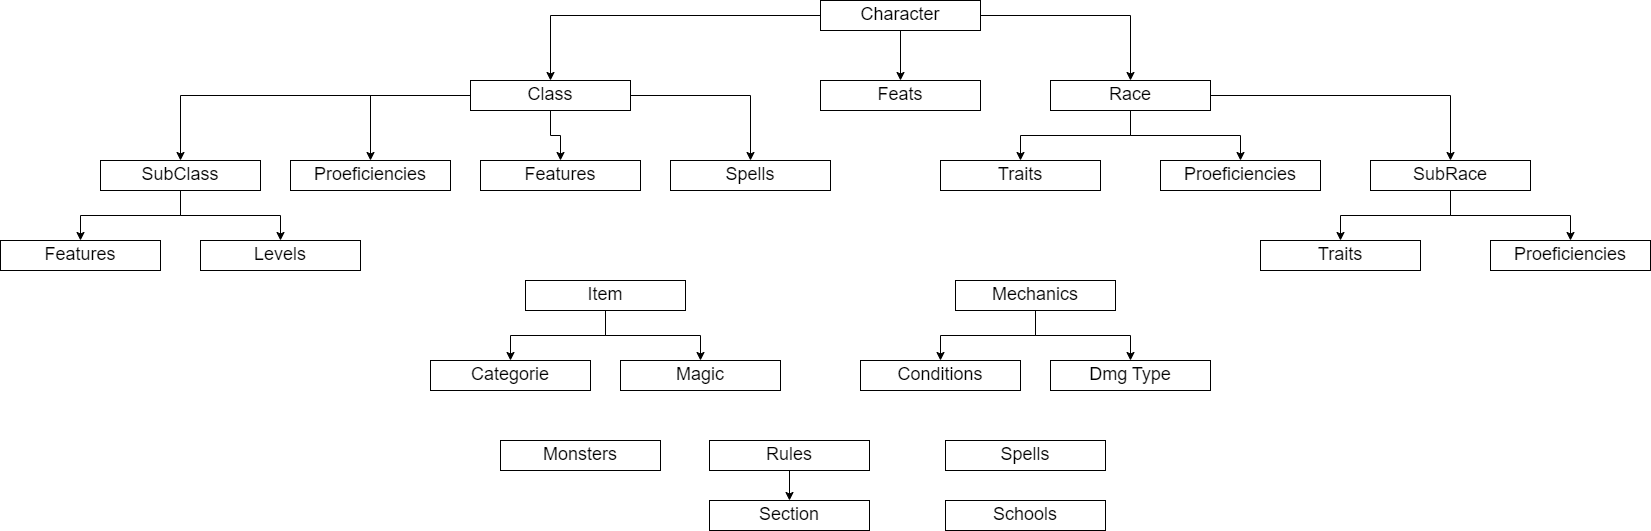 Character
Class
Feats
Race
SubClass
Proeficiencies
Features
Spells
Traits
Proeficiencies
SubRace
Features
Levels
Traits
Proeficiencies
Item
Mechanics
Categorie
Magic
Conditions
Dmg Type
Monsters
Rules
Spells
Section
Schools